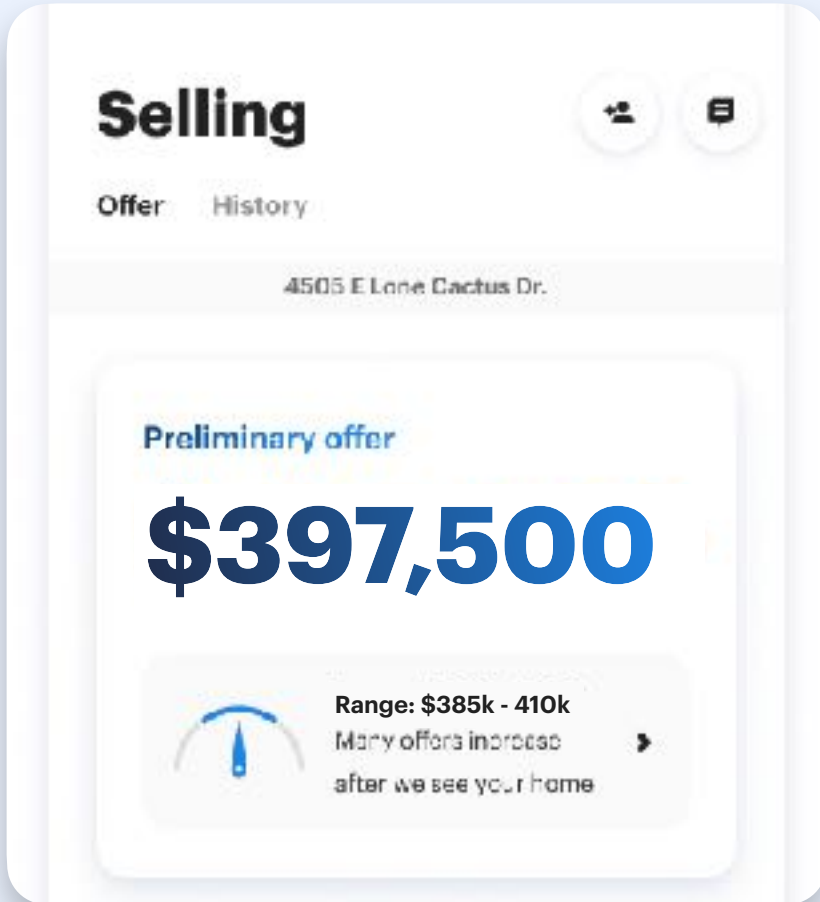 Selling
Offer History
4505 E Lone Cactus Dr.
Preliminary offer
$397,500
Range: $385k - 410k
Many offers increase
after we see your home